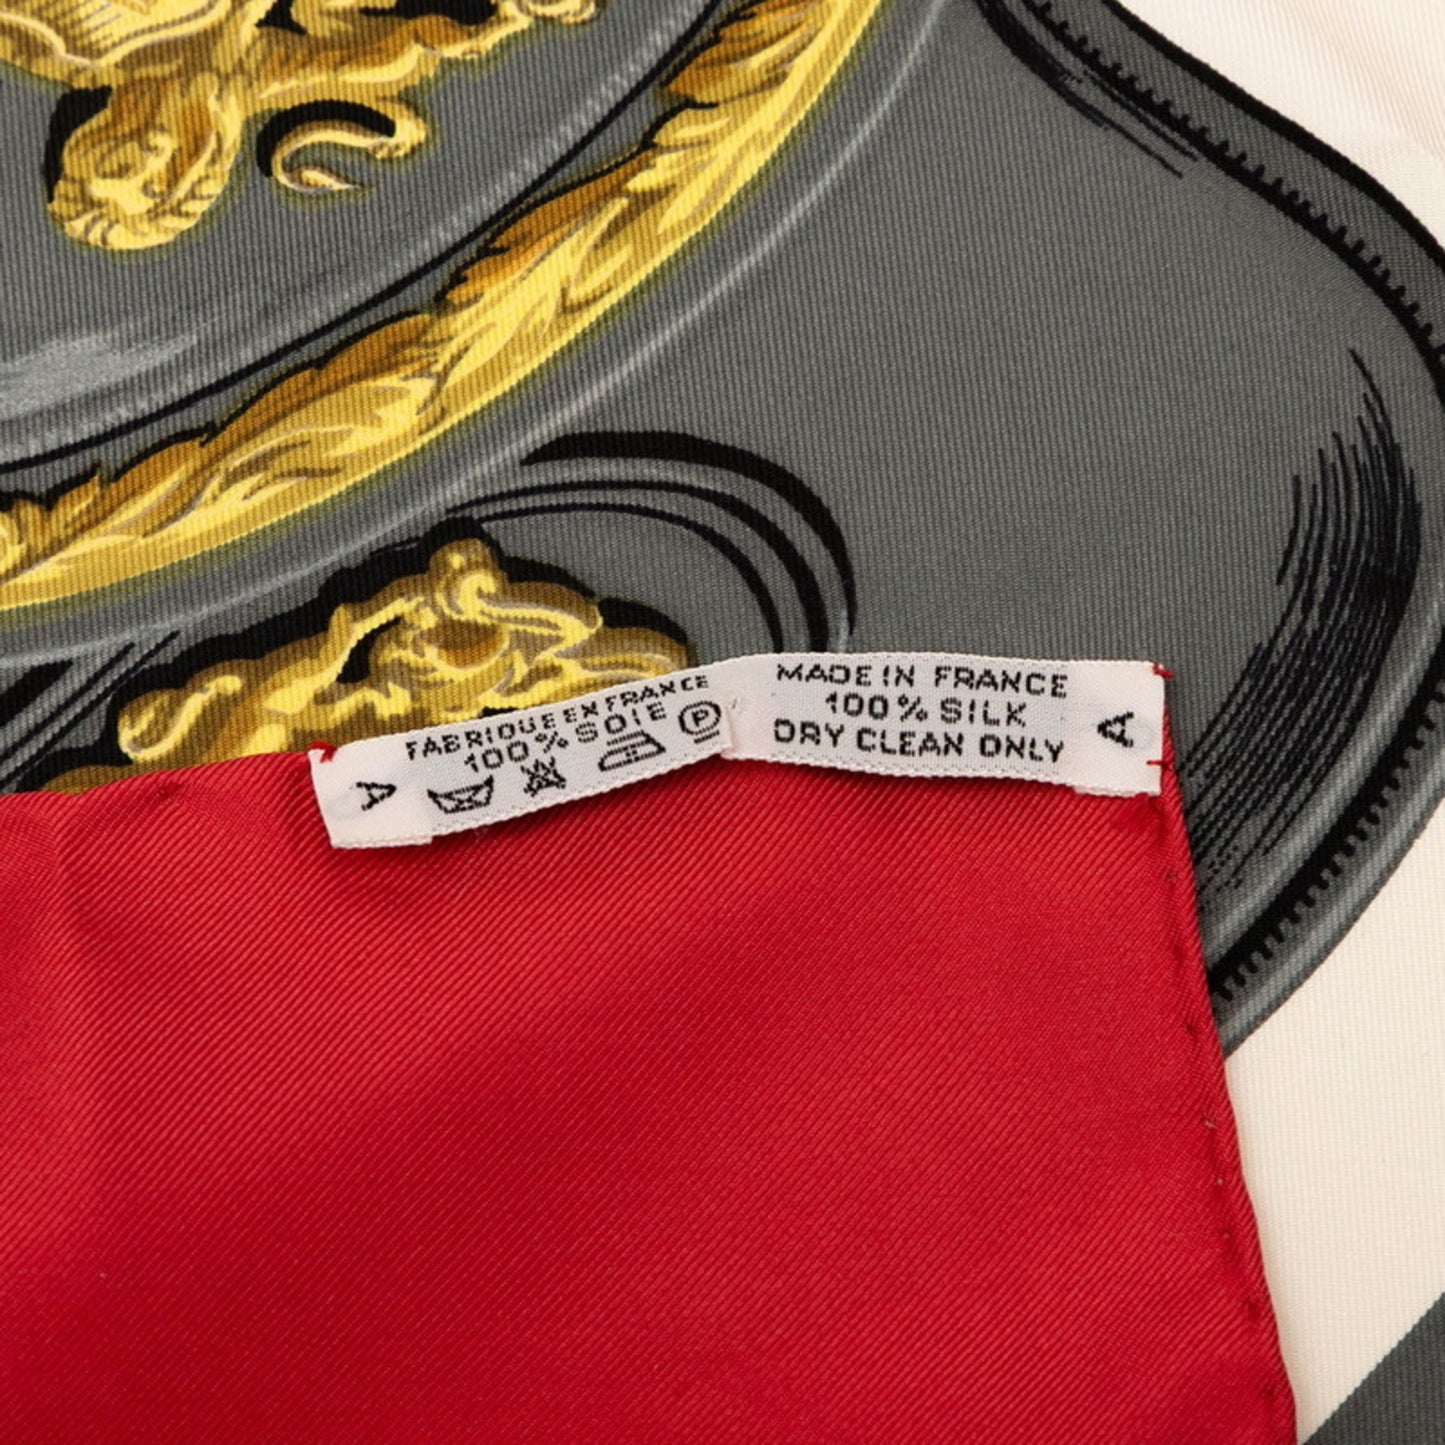 FABRIQUE EN FRANCE
100% SOIE
P
A
MADE IN FRANCE
100% SILK
DRY CLEAN ONLY
A